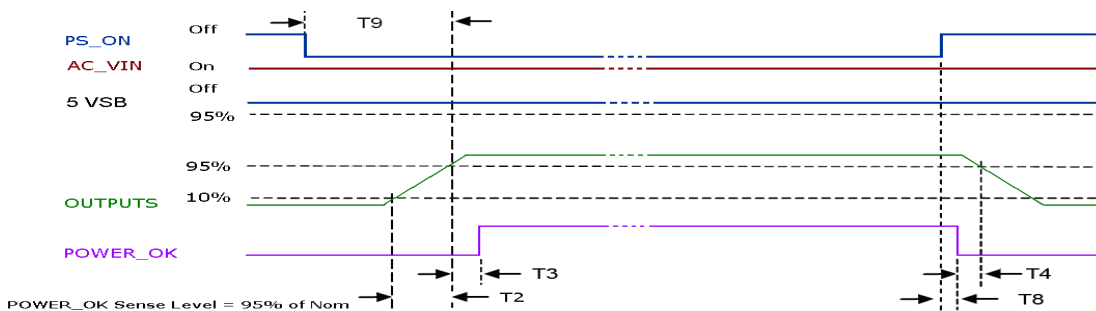 T9
Off
PS_ON
AC_VIN
On
Off
5 VSB
95%
95%
10%
OUTPUTS
POWER_OK
T3
T4
T2
T8
POWER_OK Sense Level = 95% of Nom